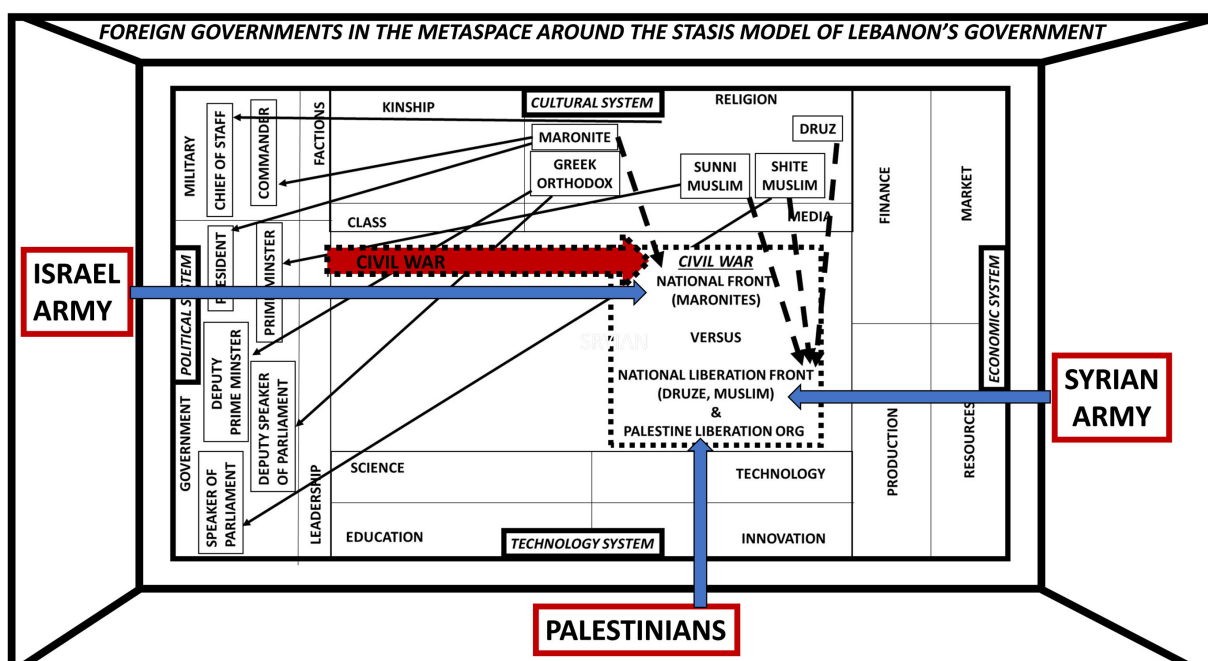 FOREIGN GOVERNMENTS IN THE METASPACE AROUND THE STASIS MODEL OF LEBANON'S GOVERNMENT
MILITARY
CHIEF OF STAFF
COMMANDER
FACTIONS
KINSHIP
CULTURAL SYSTEM
RELIGION
MARONITE
GREEK
ORTHODOX
SUNNI
MUSLIM
SHITE
MUSLIM
DRUZ
FINANCE
MARKET
CLASS
MEDIA
ISRAEL
ARMY
POLITICAL SYSTEM
PRESIDENT
PRIME MINSTER
CIVIL WAR
CIVIL WAR
NATIONAL FRONT
(MARONITES)
VERSUS
NATIONAL LIBERATION FRONT
(DRUZE, MUSLIM)
&
PALESTINE LIBERATION ORG
SRYIAN
ECONOMIC SYSTEM
SYRIAN
ARMY
GOVERNMENT
DEPUTY
PRIME MINSTER
DEPUTY SPEAKER
OF PARLIAMENT
SPEAKER OF
PARLIAMENT
LEADERSHIP
SCIENCE
TECHNOLOGY
EDUCATION
TECHNOLOGY SYSTEM
INNOVATION
PRODUCTION
RESOURCES
PALESTINIANS